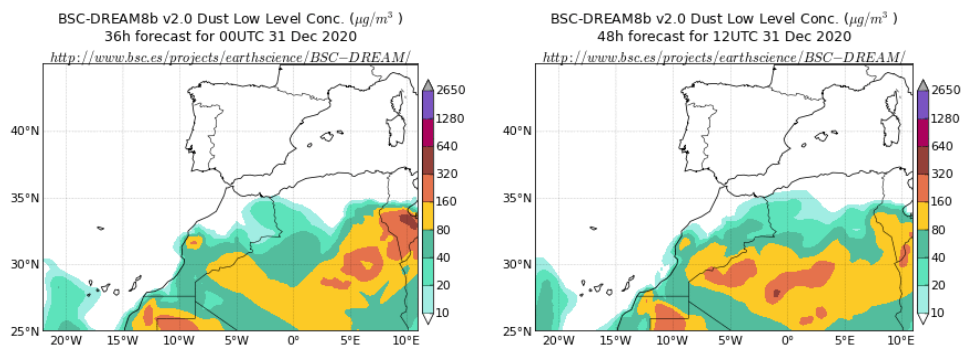 BSC-DREAM8b v2.0 Dust Low Level Conc. (μg/m³ )
36h forecast for 00UTC 31 Dec 2020
http://www.bsc.es/projects/earthscience/BSC−DREAM/
2650
1280
640
320
160
80
40
20
10
40°N
35°N
30°N
25°N
20°W
15°W
10°W
5°W
0°
5°E
10°E
BSC-DREAM8b v2.0 Dust Low Level Conc. (μg/m³ )
48h forecast for 12UTC 31 Dec 2020
http://www.bsc.es/projects/earthscience/BSC−DREAM/
2650
1280
640
320
160
80
40
20
10
40°N
35°N
30°N
25°N
20°W
15°W
10°W
5°W
0°
5°E
10°E